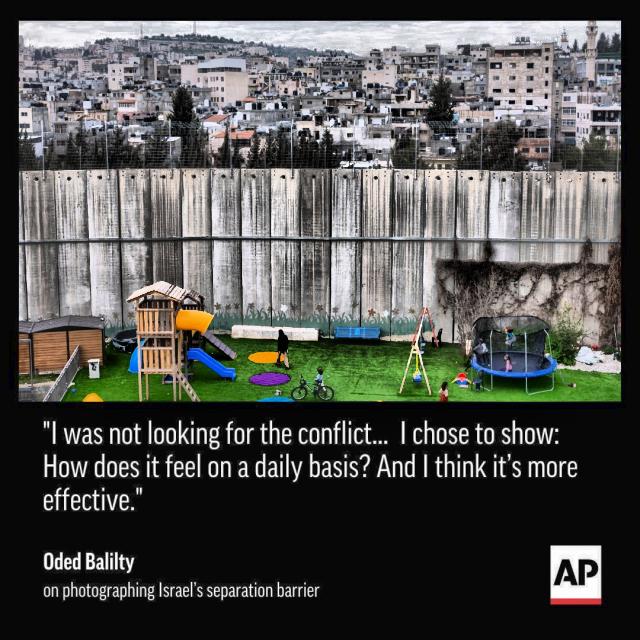 "I was not looking for the conflict... I chose to show:
How does it feel on a daily basis? And I think it's more
effective."
Oded Balilty
on photographing Israel's separation barrier
AP